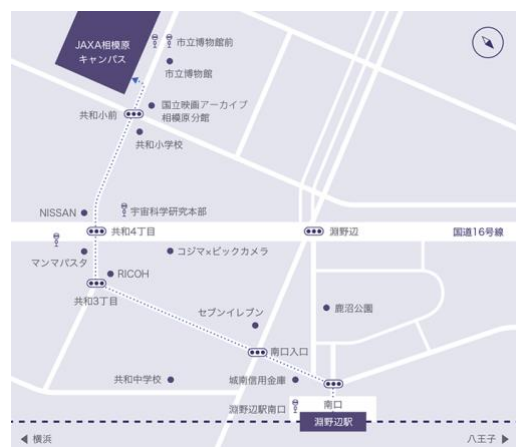 JAXA相模原
キャンパス
市立博物館前
市立博物館
国立映画アーカイブ
相模原分館
共和小前
共和小学校
NISSAN
宇宙科学研究本部
共和4丁目
淵野辺
国道16号線
マンマパスタ
コジマ×ビックカメラ
RICOH
共和3丁目
セブンイレブン
鹿沼公園
南口入口
共和中学校
城南信用金庫
淵野辺駅南口
南口
淵野辺駅
横浜
八王子